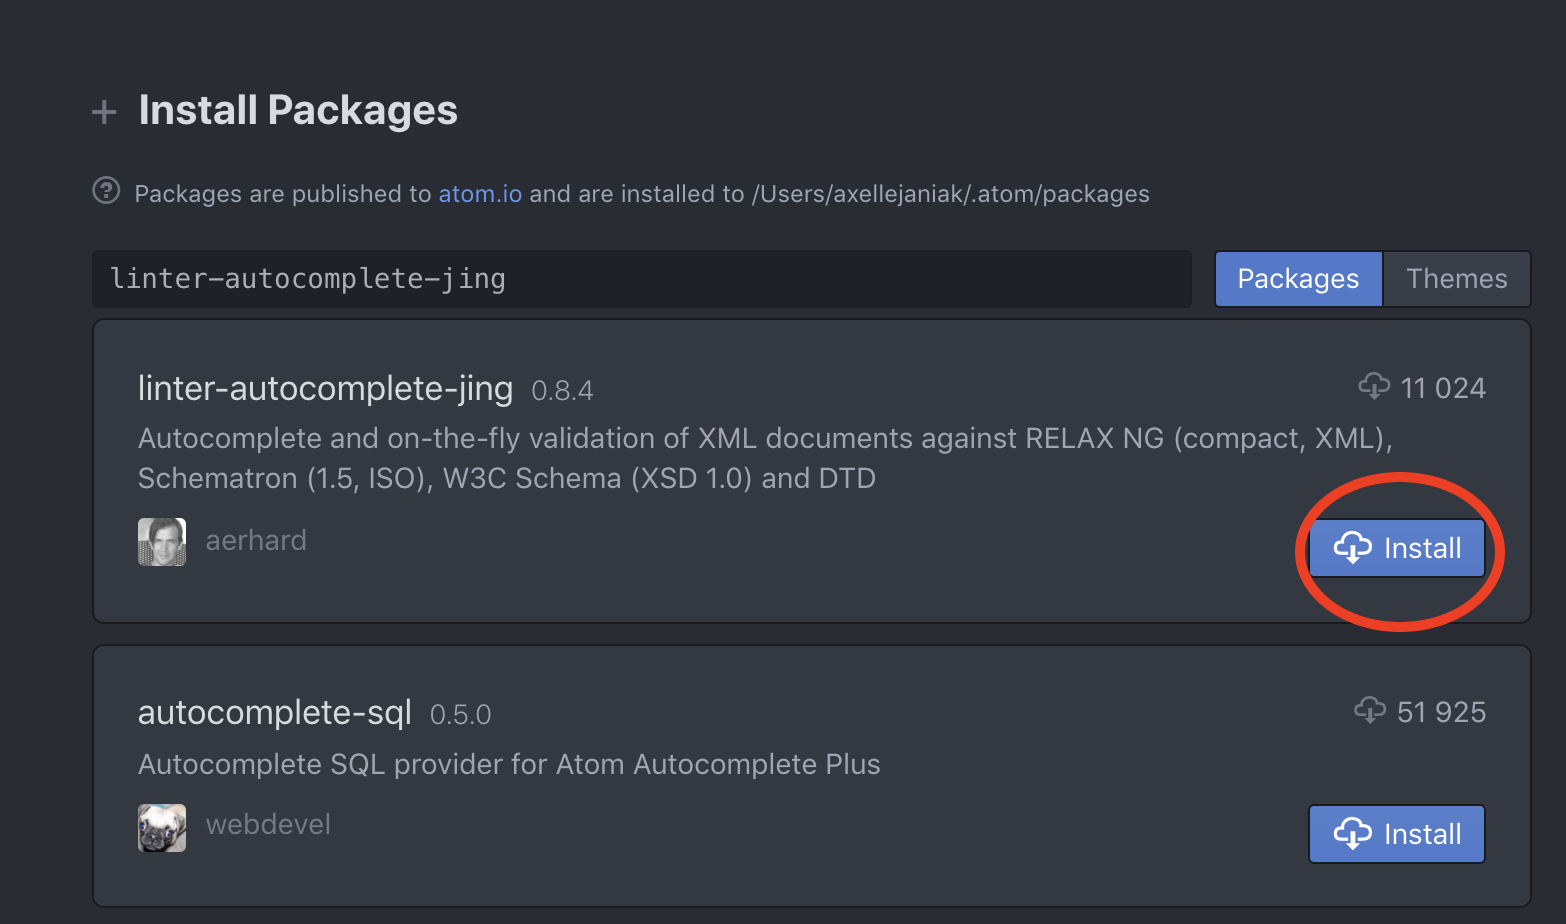 Install Packages
Packages are published to atom.io and are installed to /Users/axellejaniak/.atom/packages
linter-autocomplete-jing
Packages
Themes
linter-autocomplete-jing 0.8.4
11 024
Autocomplete and on-the-fly validation of XML documents against RELAX NG (compact, XML),
Schematron (1.5, ISO), W3C Schema (XSD 1.0) and DTD
aerhard
Install
autocomplete-sql 0.5.0
51 925
Autocomplete SQL provider for Atom Autocomplete Plus
webdevel
Install